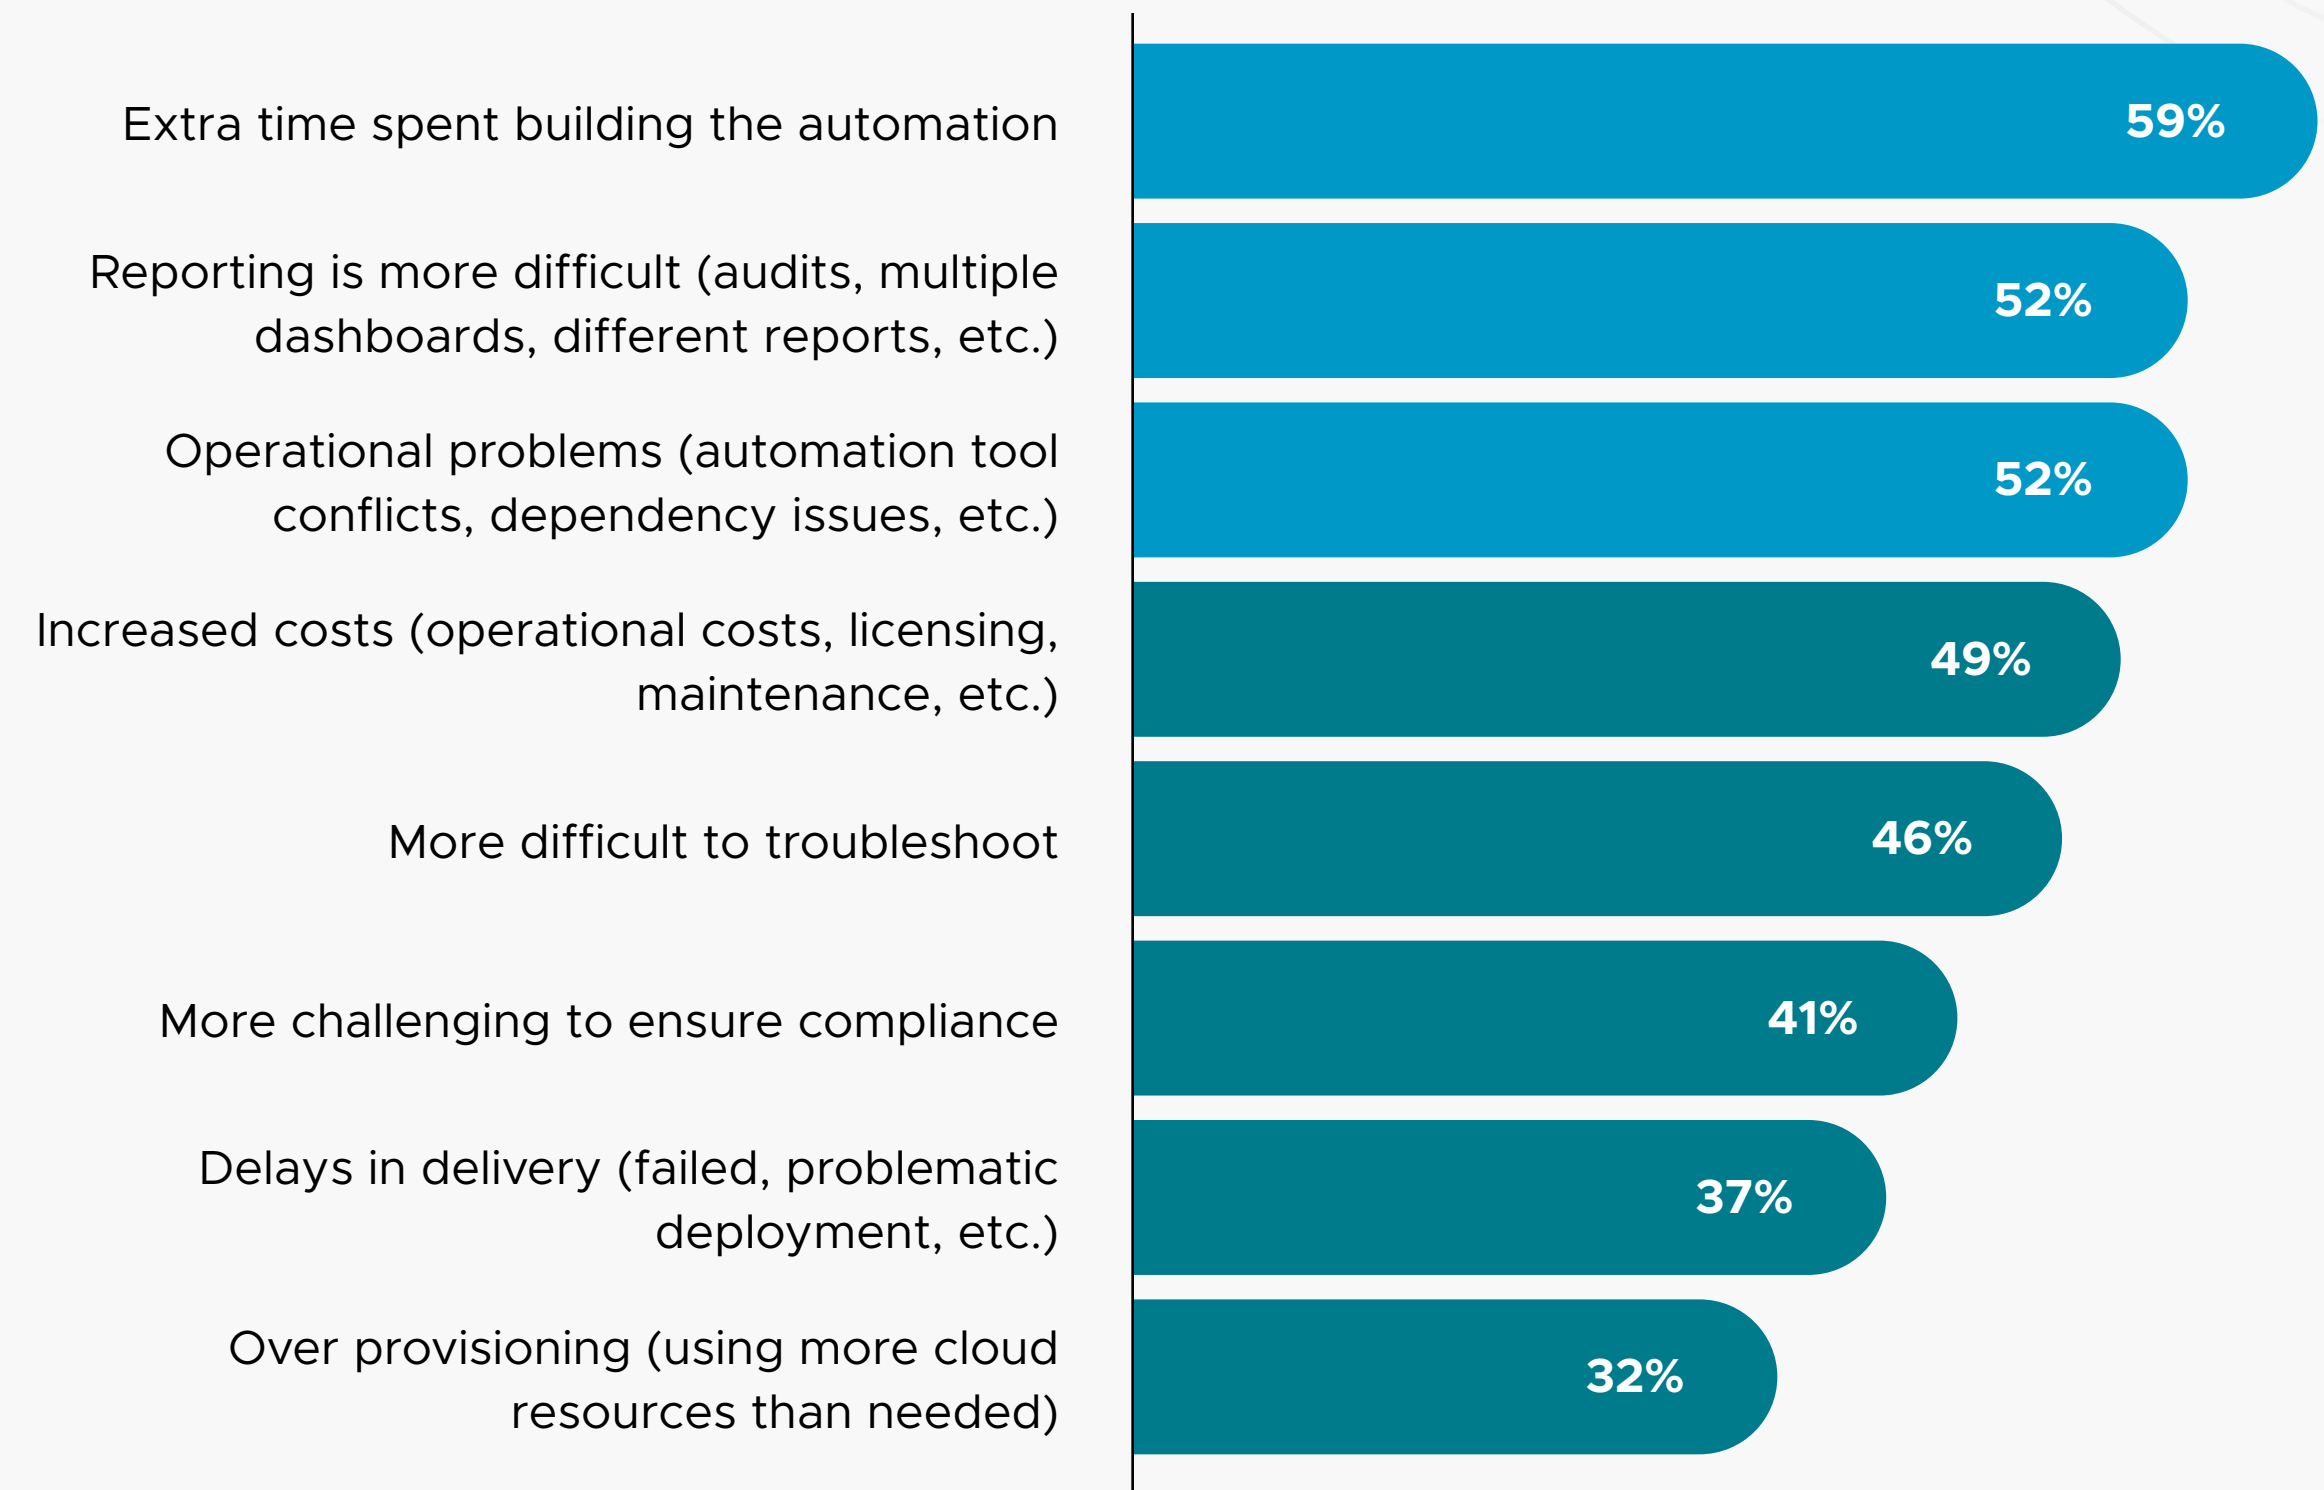 Extra time spent building the automation
59%
Reporting is more difficult (audits, multiple
dashboards, different reports, etc.)
52%
Operational problems (automation tool
conflicts, dependency issues, etc.)
52%
Increased costs (operational costs, licensing,
maintenance, etc.)
49%
More difficult to troubleshoot
46%
More challenging to ensure compliance
41%
Delays in delivery (failed, problematic
deployment, etc.)
37%
Over provisioning (using more cloud
resources than needed)
32%